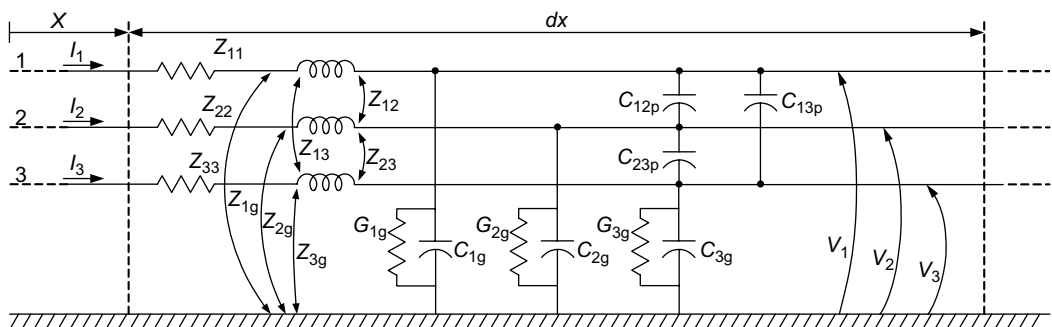 X dx
1 I1 Z11
2 I2 Z22 Z12 C12p C13p
3 I3 Z33 Z13 Z23 C23p
Z1g Z2g Z3g G1g C1g G2g C2g G3g C3g V1 V2 V3